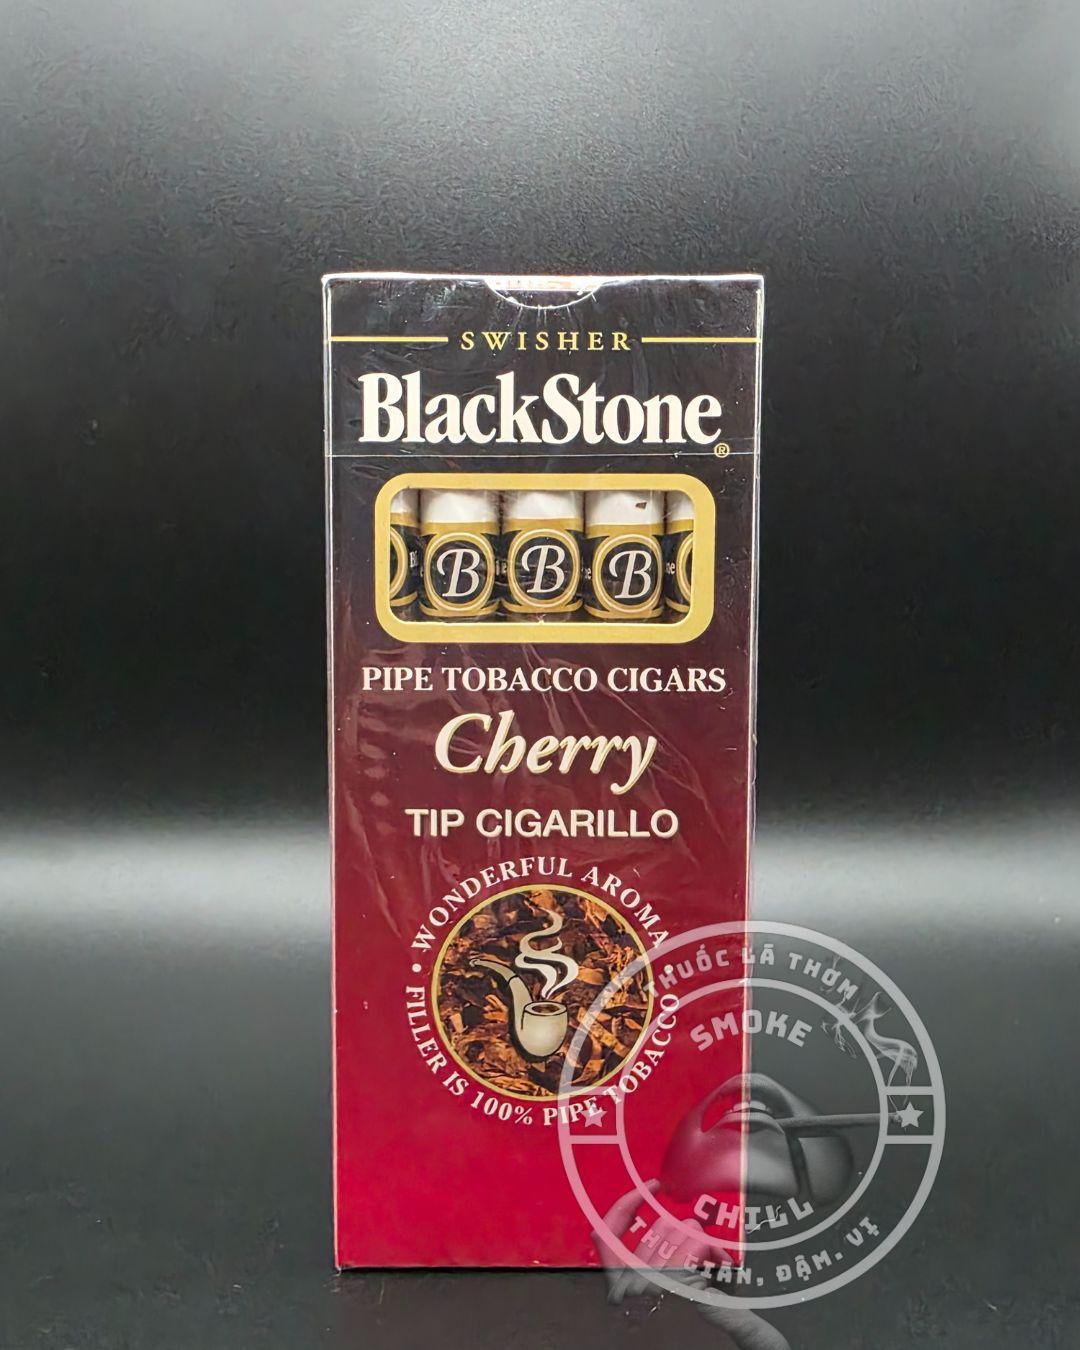 SWISHER
BlackStone®
B B B
PIPE TOBACCO CIGARS
Cherry
TIP CIGARILLO
• WONDERFUL AROMA •
FILLER IS 100% PIPE TOBACCO
THUỐC LÁ THƠM
SMOKE
CHILL
THƯ GIÃN, ĐẬM. VỊ